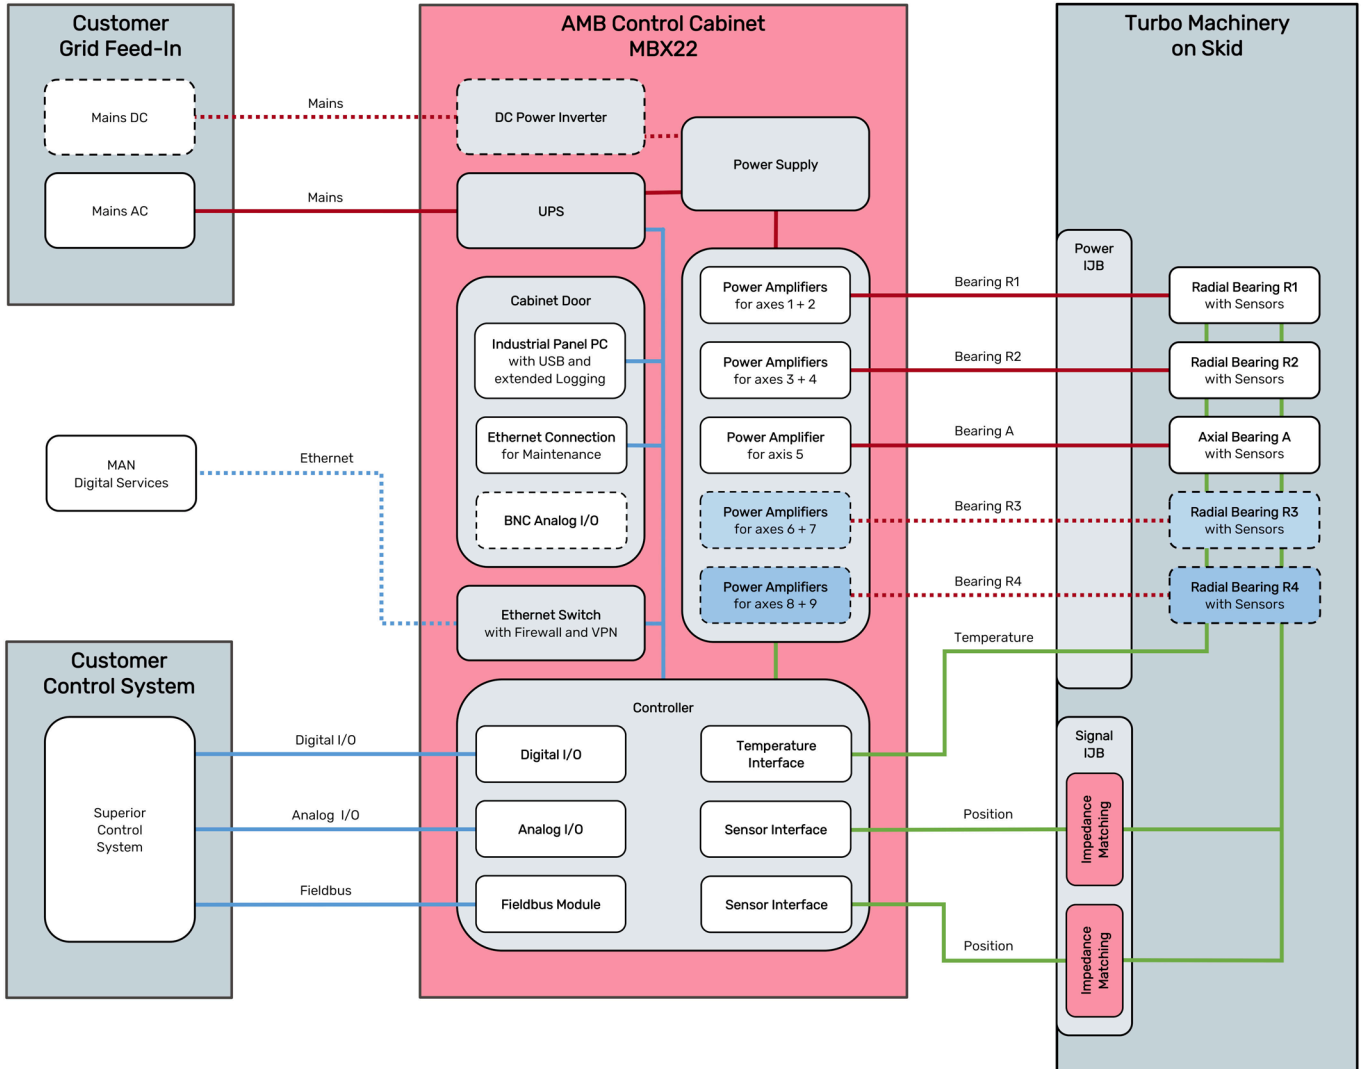 Customer
Grid Feed-In
Mains DC
Mains AC
Mains
Mains
AMB Control Cabinet
MBX22
DC Power Inverter
UPS
Power Supply
Cabinet Door
Industrial Panel PC
with USB and
extended Logging
Ethernet Connection
for Maintenance
BNC Analog I/O
Ethernet Switch
with Firewall and VPN
Power Amplifiers
for axes 1 + 2
Power Amplifiers
for axes 3 + 4
Power Amplifier
for axis 5
Power Amplifiers
for axes 6 + 7
Power Amplifiers
for axes 8 + 9
Controller
Digital I/O
Analog I/O
Fieldbus Module
Temperature
Interface
Sensor Interface
Sensor Interface
MAN
Digital Services
Ethernet
Customer
Control System
Superior
Control
System
Digital I/O
Analog I/O
Fieldbus
Bearing R1
Bearing R2
Bearing A
Bearing R3
Bearing R4
Temperature
Position
Position
Turbo Machinery
on Skid
Power
IJB
Radial Bearing R1
with Sensors
Radial Bearing R2
with Sensors
Axial Bearing A
with Sensors
Radial Bearing R3
with Sensors
Radial Bearing R4
with Sensors
Signal
IJB
Impedance
Matching
Impedance
Matching